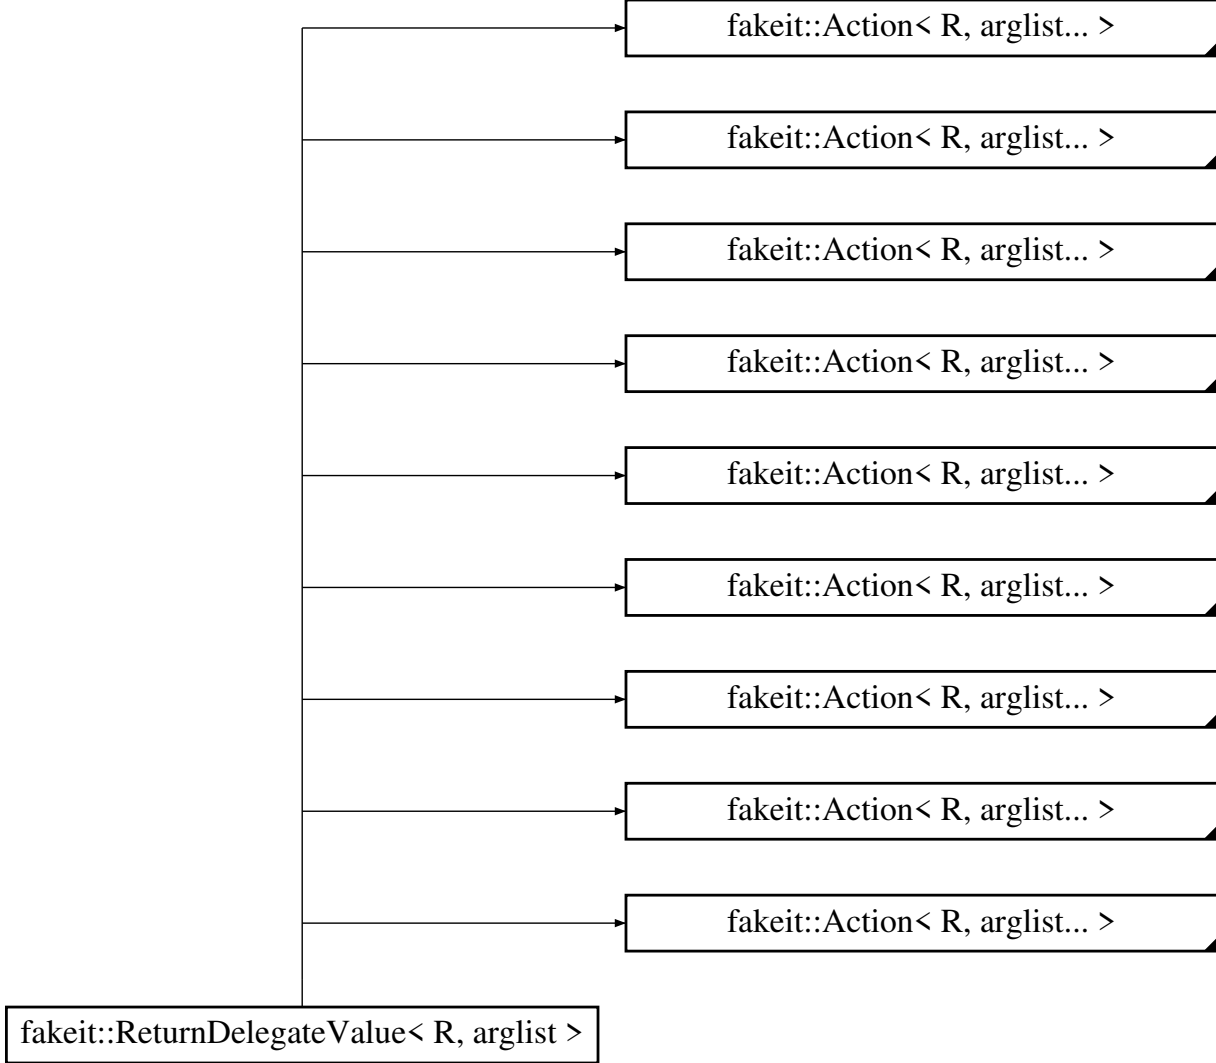 fakeit::Action< R, arglist... >
fakeit::Action< R, arglist... >
fakeit::Action< R, arglist... >
fakeit::Action< R, arglist... >
fakeit::Action< R, arglist... >
fakeit::Action< R, arglist... >
fakeit::Action< R, arglist... >
fakeit::Action< R, arglist... >
fakeit::Action< R, arglist... >
fakeit::ReturnDelegateValue< R, arglist >